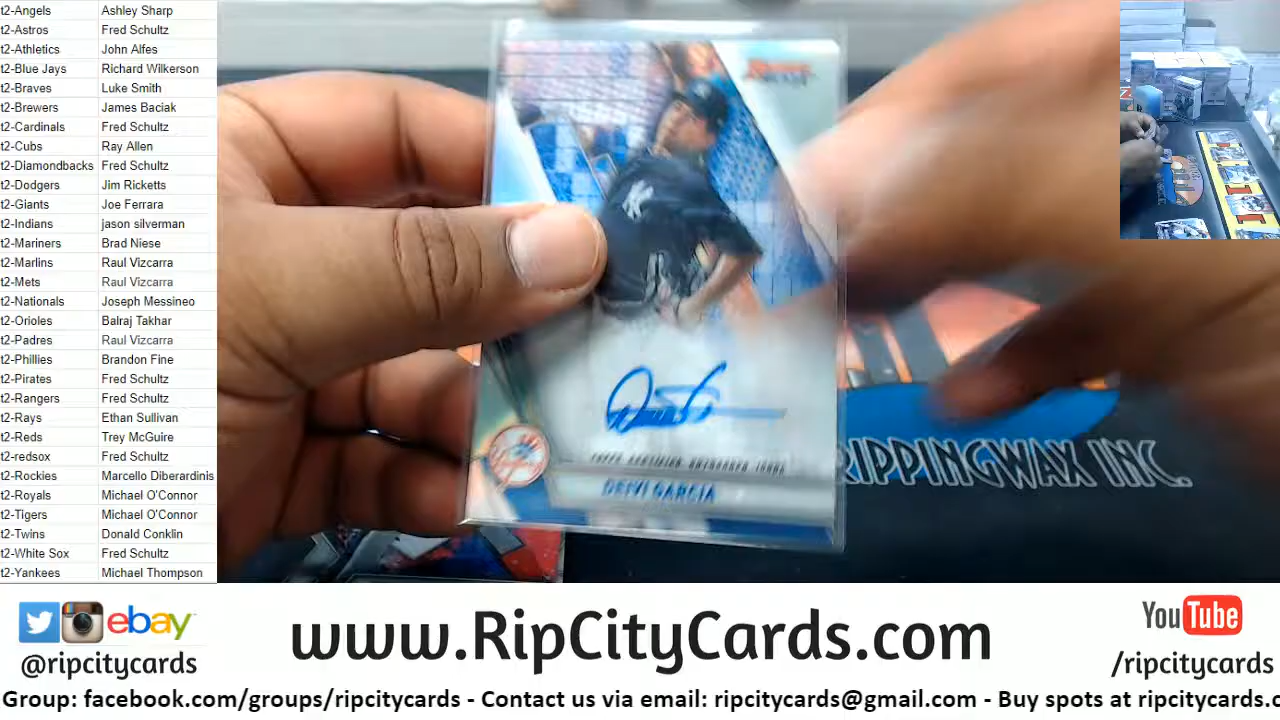 t2-Angels Ashley Sharp
t2-Astros Fred Schultz
t2-Athletics John Alfes
t2-Blue Jays Richard Wilkerson
t2-Braves Luke Smith
t2-Brewers James Baciak
t2-Cardinals Fred Schultz
t2-Cubs Ray Allen
t2-Diamondbacks Fred Schultz
t2-Dodgers Jim Ricketts
t2-Giants Joe Ferrara
t2-Indians jason silverman
t2-Mariners Brad Niese
t2-Marlins Raul Vizcarra
t2-Mets Raul Vizcarra
t2-Nationals Joseph Messineo
t2-Orioles Balraj Takhar
t2-Padres Raul Vizcarra
t2-Phillies Brandon Fine
t2-Pirates Fred Schultz
t2-Rangers Fred Schultz
t2-Rays Ethan Sullivan
t2-Reds Trey McGuire
t2-redsox Fred Schultz
t2-Rockies Marcello Diberardinis
t2-Royals Michael O'Connor
t2-Tigers Michael O'Connor
t2-Twins Donald Conklin
t2-White Sox Fred Schultz
t2-Yankees Michael Thompson
TOPPS CERTIFIED AUTOGRAPH ISSUE
DEIVI GARCIA
RIPPINGWAX INC.
ebay
@ripcitycards
www.RipCityCards.com
YouTube
/ripcitycards
Group: facebook.com/groups/ripcitycards - Contact us via email: ripcitycards@gmail.com - Buy spots at ripcitycards.c